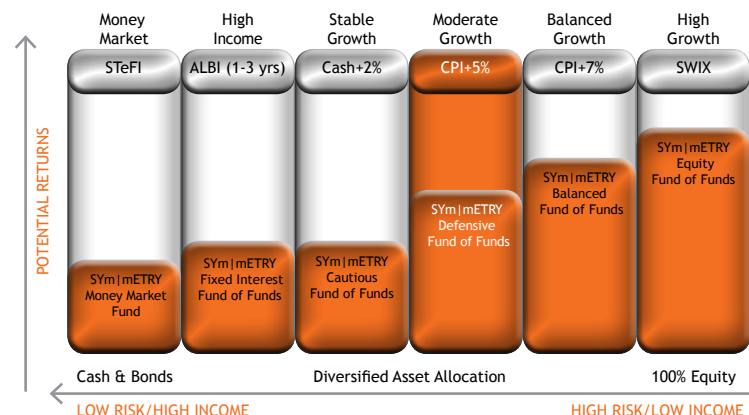 Money
Market
High
Income
Stable
Growth
Moderate
Growth
Balanced
Growth
High
Growth
STeFI
ALBI (1-3 yrs)
Cash+2%
CPI+5%
CPI+7%
SWIX
POTENTIAL RETURNS
SYm|mETRY
Money Market
Fund
SYm|mETRY
Fixed Interest
Fund of Funds
SYm|mETRY
Cautious
Fund of Funds
SYm|mETRY
Defensive
Fund of Funds
SYm|mETRY
Balanced
Fund of Funds
SYm|mETRY
Equity
Fund of Funds
Cash & Bonds
Diversified Asset Allocation
100% Equity
LOW RISK/HIGH INCOME
HIGH RISK/LOW INCOME